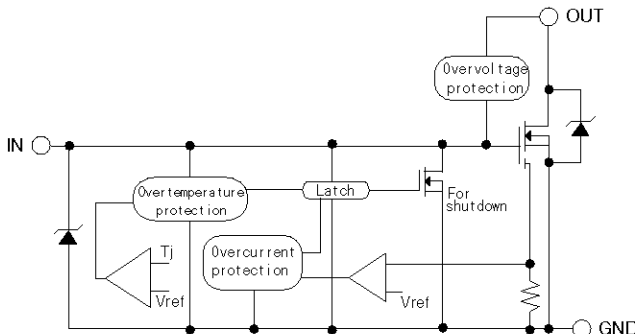 OUT
Overvoltage
protection
IN
Overtemperature
protection
Latch
For
shutdown
Tj
Vref
Overcurrent
protection
Vref
GND